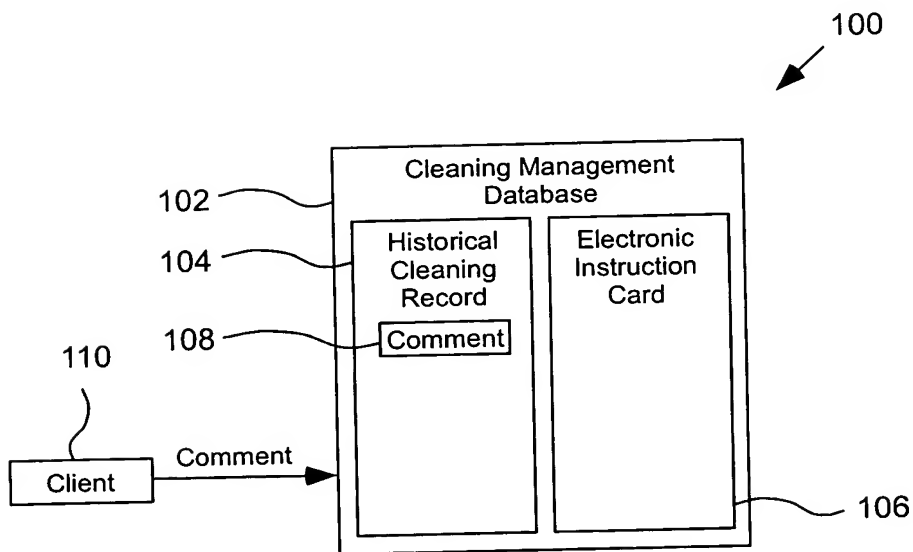 100
Cleaning Management
Database
102
Historical
Cleaning
Record
Electronic
Instruction
Card
104
108
Comment
110
Comment
Client
106